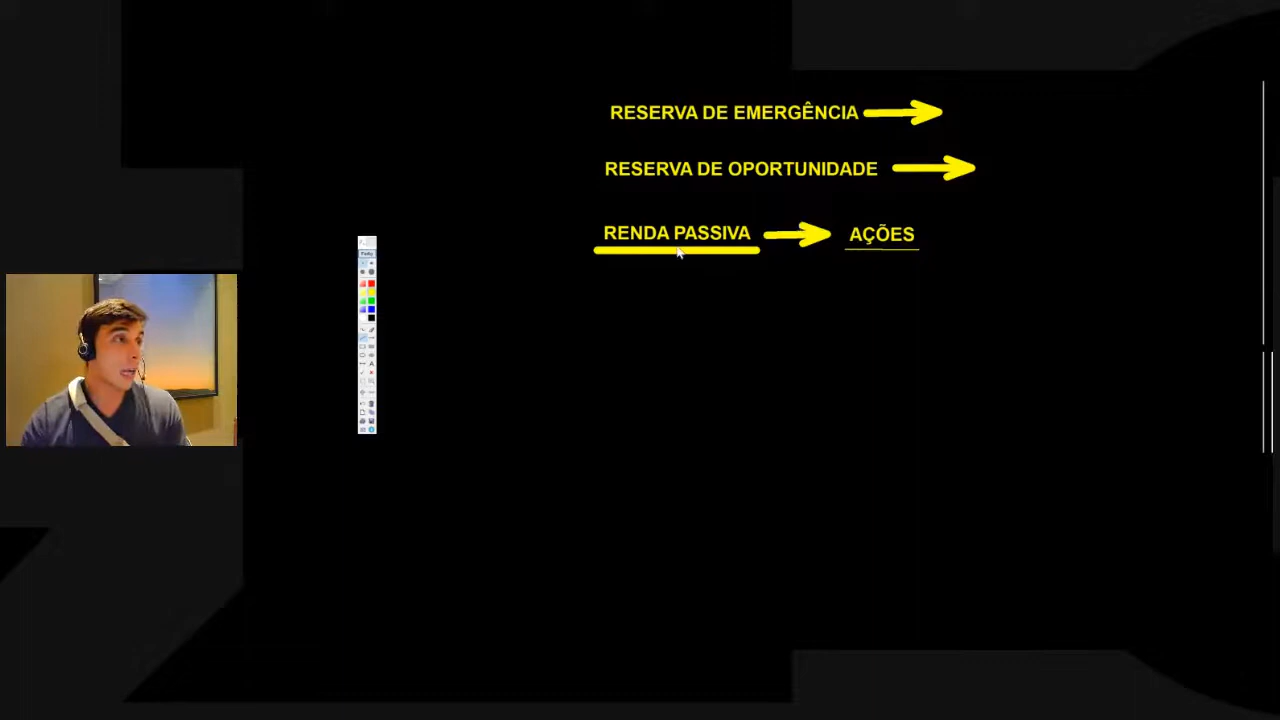 RESERVA DE EMERGÊNCIA
RESERVA DE OPORTUNIDADE
RENDA PASSIVA AÇÕES